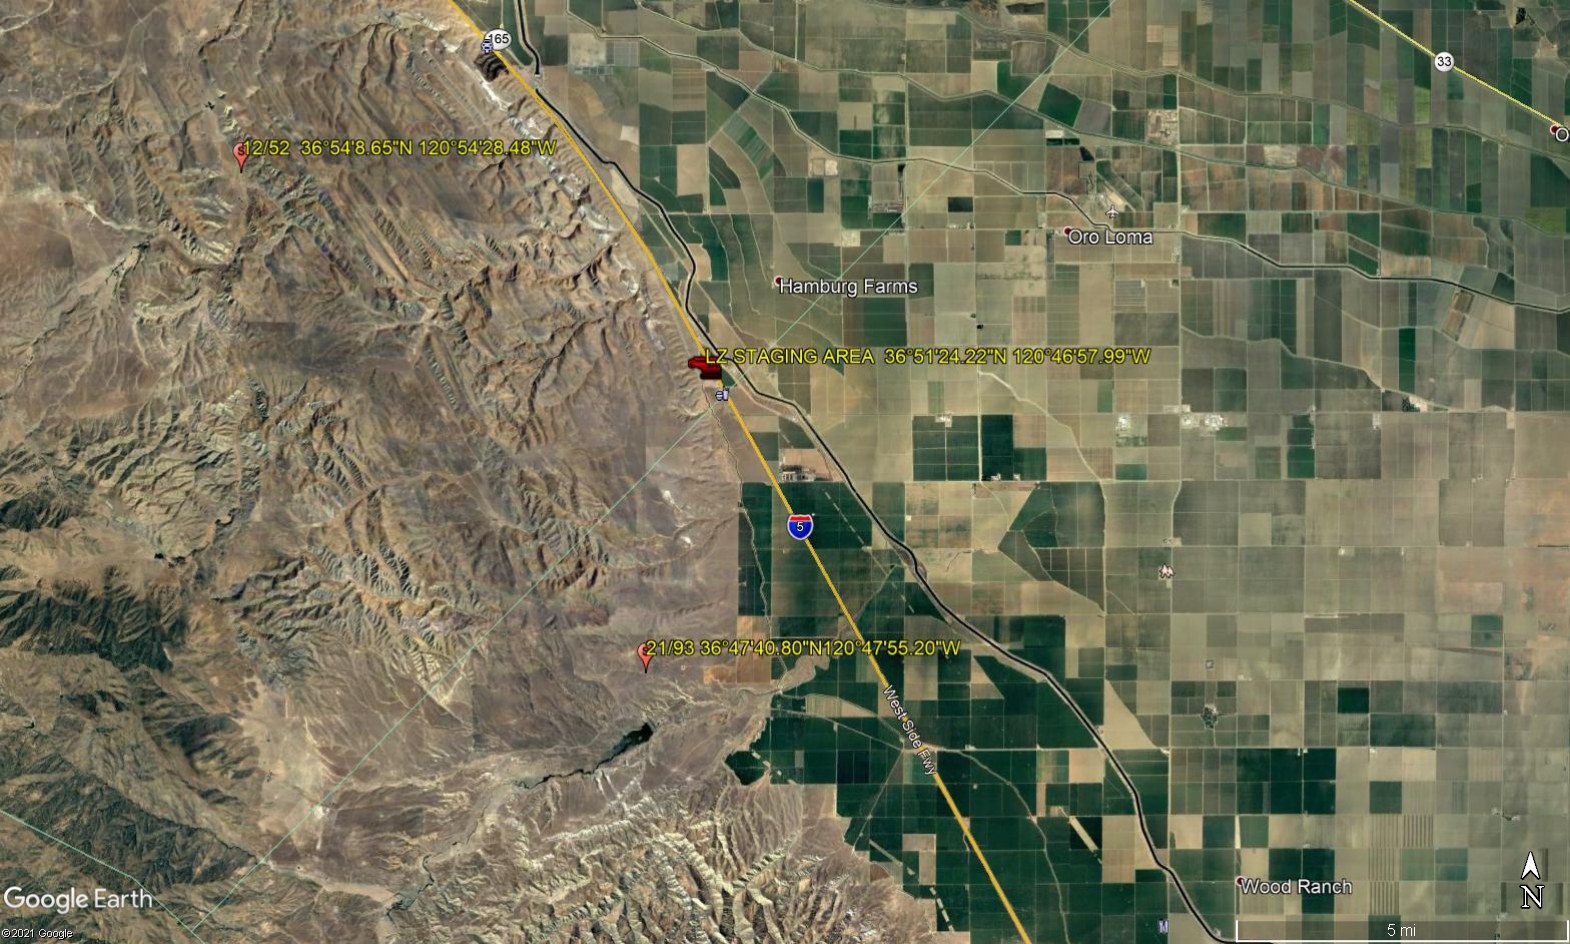 165
33
12/52  36°54'8.65"N 120°54'28.48"W
O
Oro Loma
Hamburg Farms
LZ STAGING AREA  36°51'24.22"N 120°46'57.99"W
5
21/93 36°47'40.80"N120°47'55.20"W
West Side Fwy
Wood Ranch
Google Earth
N
©2021 Google
5 mi